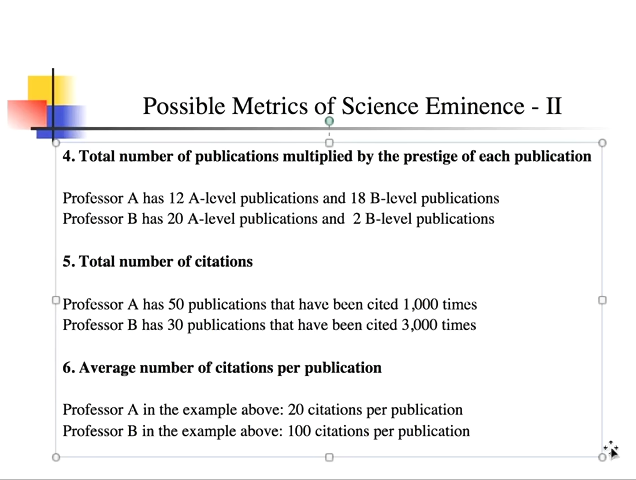 Possible Metrics of Science Eminence - II
4. Total number of publications multiplied by the prestige of each publication
Professor A has 12 A-level publications and 18 B-level publications
Professor B has 20 A-level publications and 2 B-level publications
5. Total number of citations
Professor A has 50 publications that have been cited 1,000 times
Professor B has 30 publications that have been cited 3,000 times
6. Average number of citations per publication
Professor A in the example above: 20 citations per publication
Professor B in the example above: 100 citations per publication